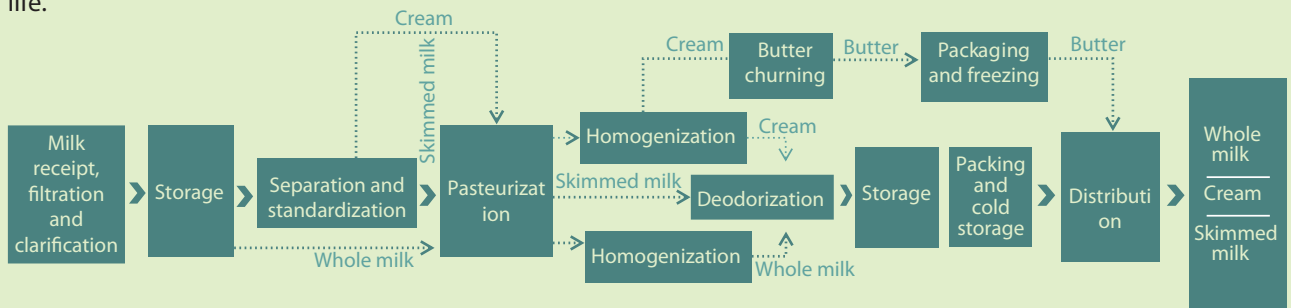 life.
Cream
Skimmed milk
Cream
Butter
churning
Butter
Packaging
and freezing
Butter
Milk
receipt,
filtration
and
clarification
Storage
Separation and
standardization
Whole milk
Pasteurizat
ion
Homogenization
Cream
Skimmed milk
Deodorization
Homogenization
Whole milk
Storage
Packing
and
cold
storage
Distributi
on
Whole
milk
Cream
Skimmed
milk